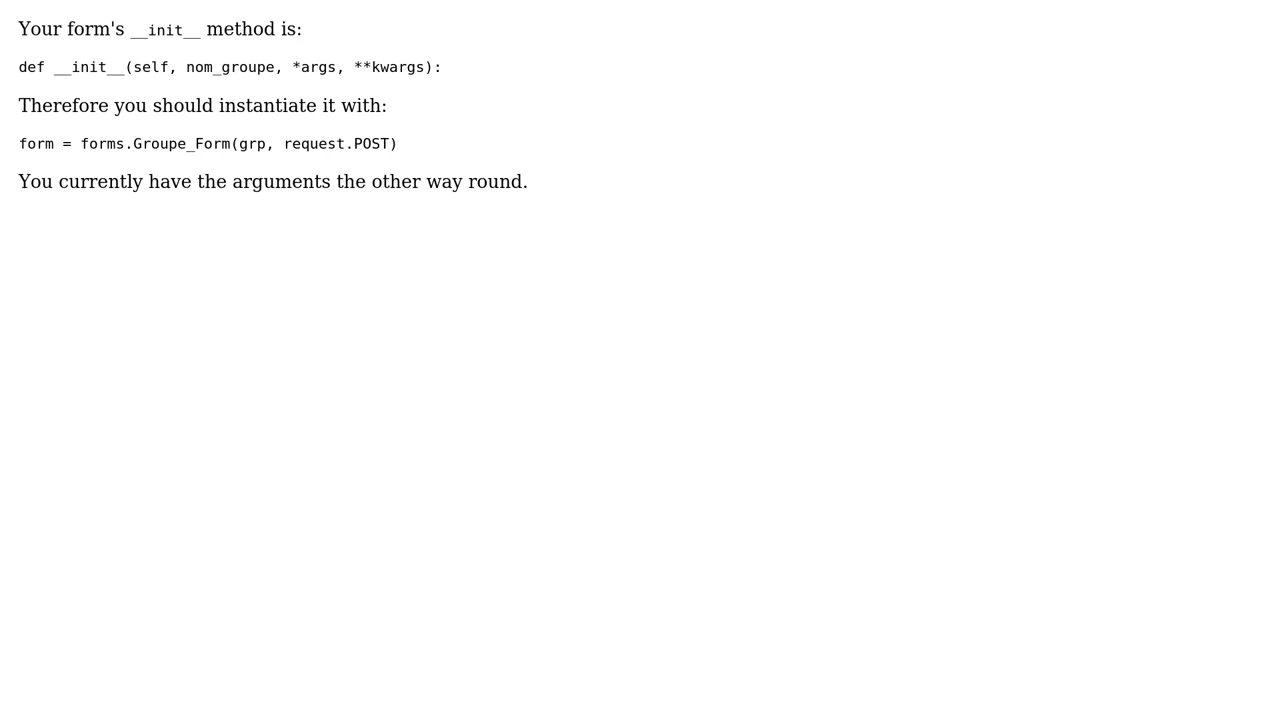 Your form's __init__ method is:
def __init__(self, nom_groupe, *args, **kwargs):
Therefore you should instantiate it with:
form = forms.Groupe_Form(grp, request.POST)
You currently have the arguments the other way round.